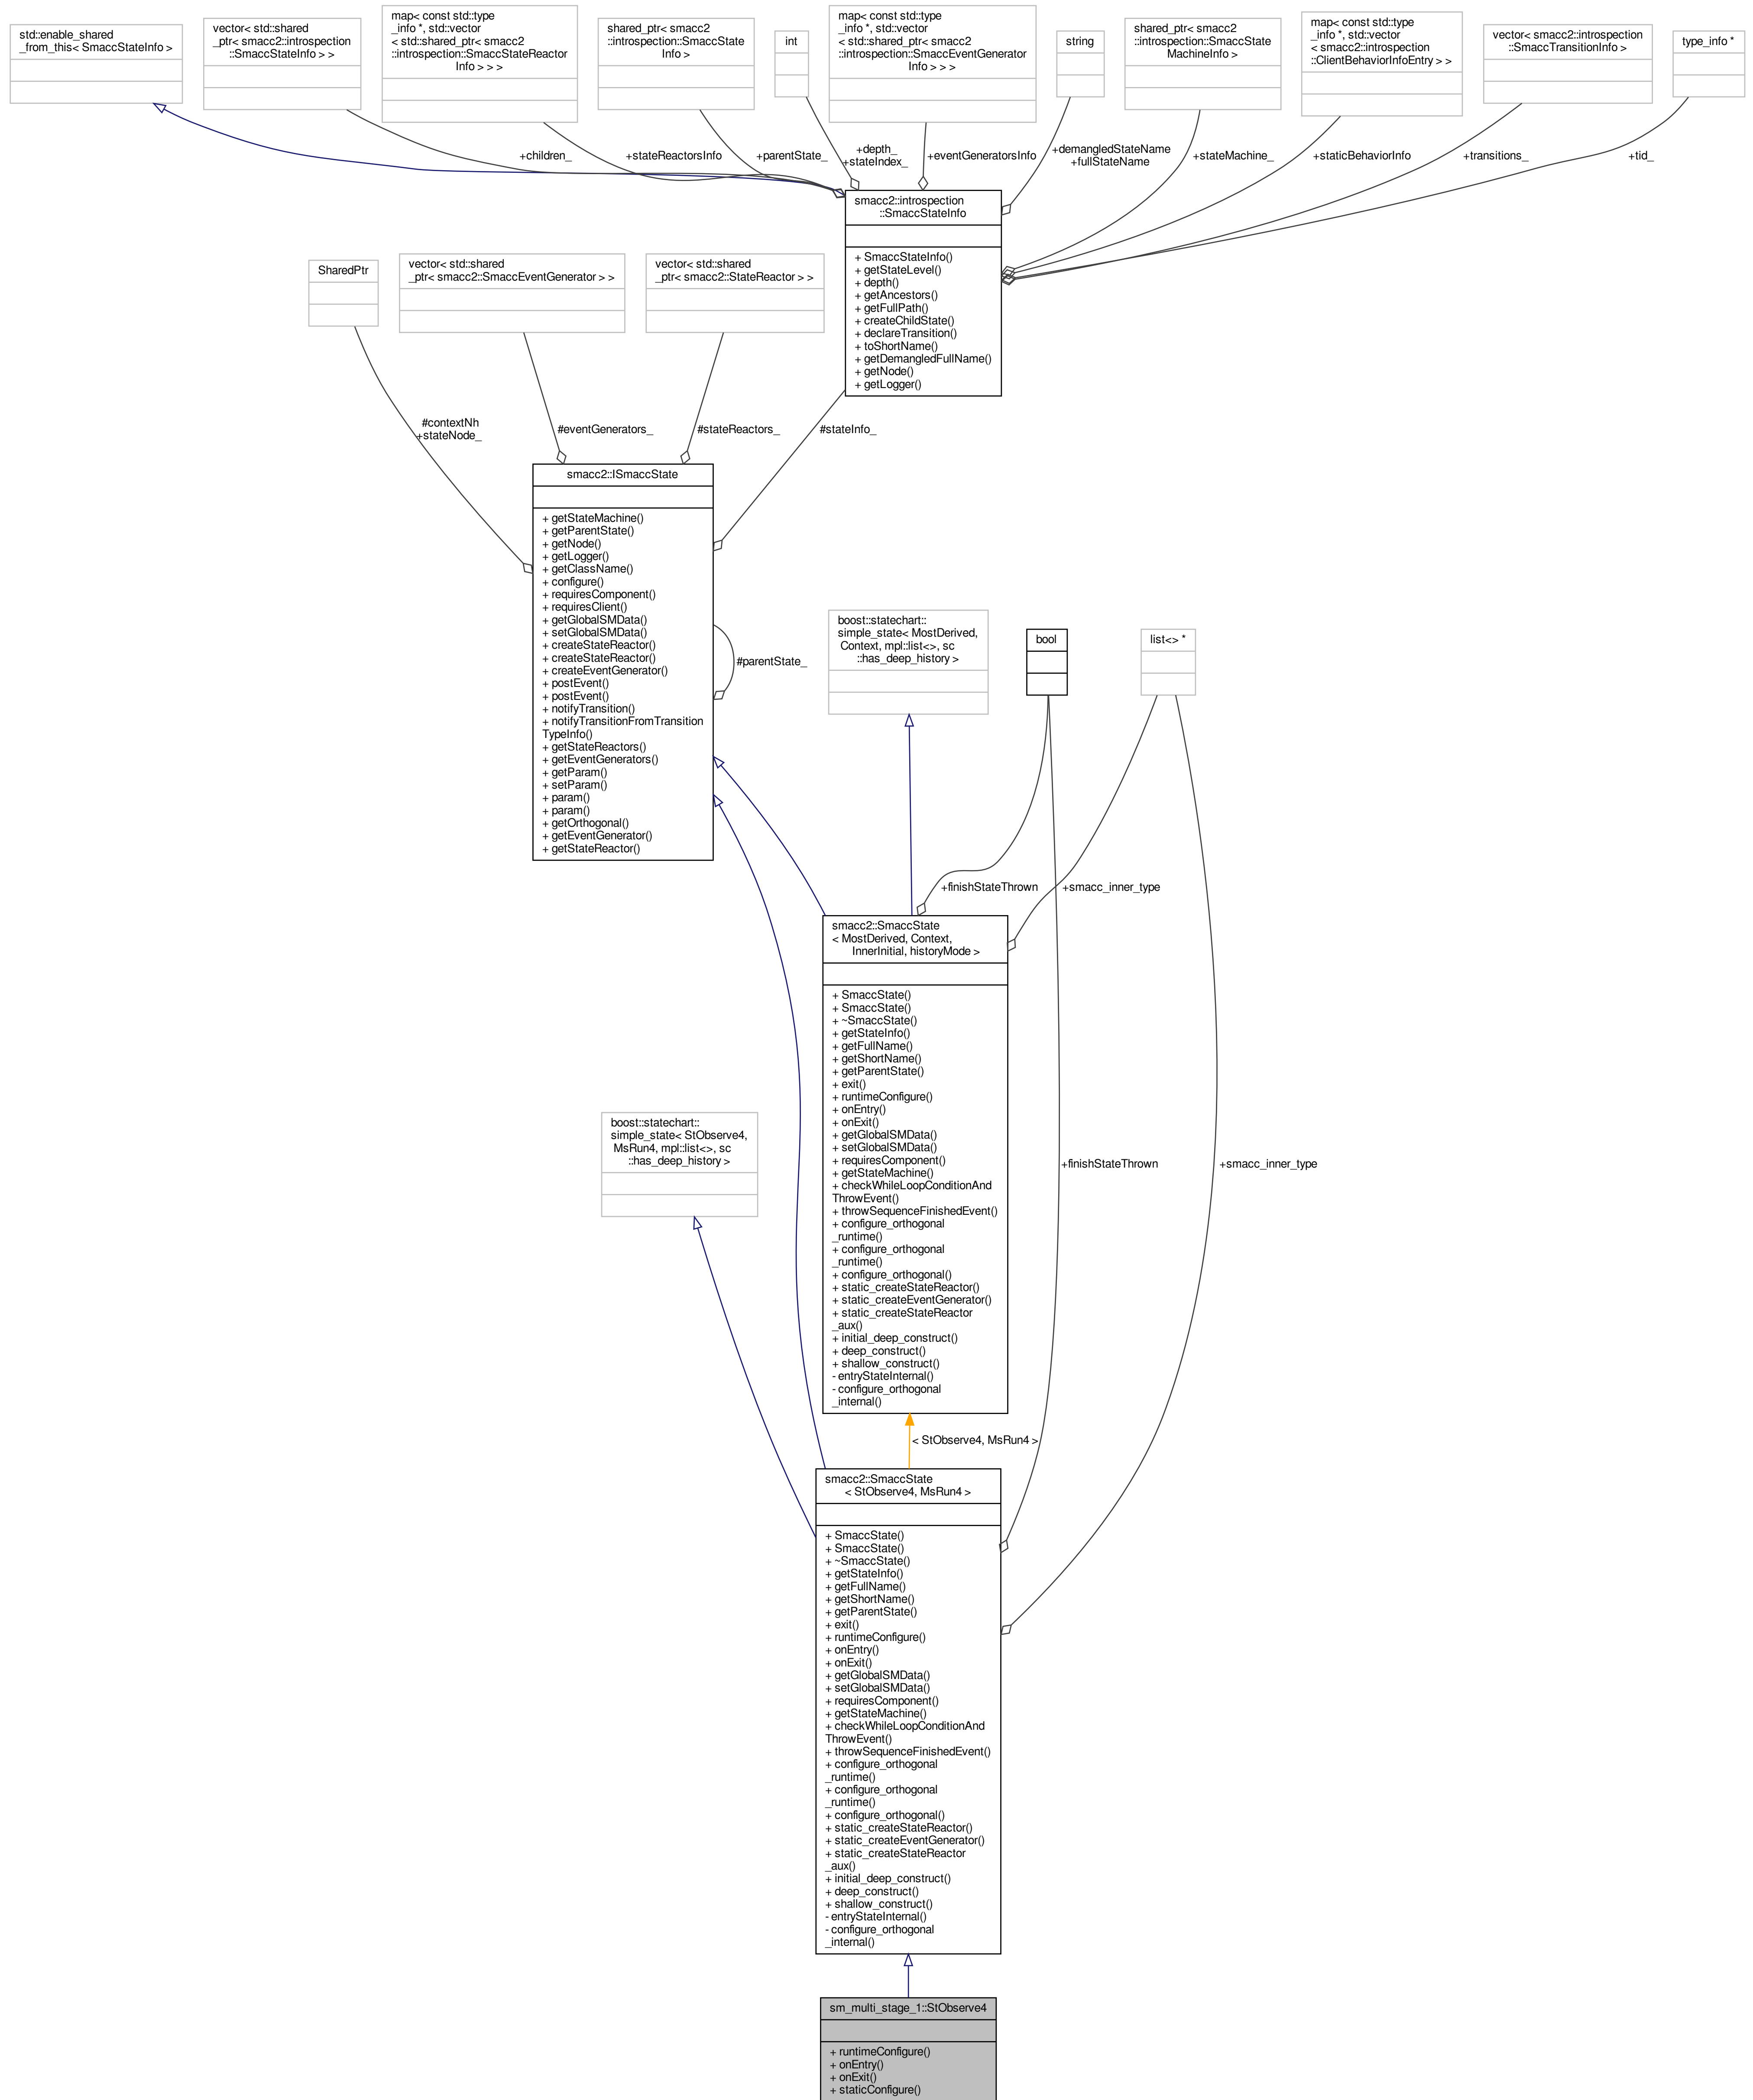 std::enable_shared
_from_this< SmaccStateInfo >
vector< std::shared
_ptr< smacc2::introspection
::SmaccStateInfo > >
map< const std::type
_info *, std::vector
< std::shared_ptr< smacc2
::introspection::SmaccStateReactor
Info > > >
shared_ptr< smacc2
::introspection::SmaccState
Info >
int
map< const std::type
_info *, std::vector
< std::shared_ptr< smacc2
::introspection::SmaccEventGenerator
Info > > >
string
shared_ptr< smacc2
::introspection::SmaccState
MachineInfo >
map< const std::type
_info *, std::vector
< smacc2::introspection
::ClientBehaviorInfoEntry > >
vector< smacc2::introspection
::SmaccTransitionInfo >
type_info *
+children_
+stateReactorsInfo
+parentState_
+depth_
+stateIndex_
+eventGeneratorsInfo
+demangledStateName
+fullStateName
+stateMachine_
+staticBehaviorInfo
+transitions_
+tid_
smacc2::introspection
::SmaccStateInfo
+ SmaccStateInfo()
+ getStateLevel()
+ depth()
+ getAncestors()
+ getFullPath()
+ createChildState()
+ declareTransition()
+ toShortName()
+ getDemangledFullName()
+ getNode()
+ getLogger()
SharedPtr
vector< std::shared
_ptr< smacc2::SmaccEventGenerator > >
vector< std::shared
_ptr< smacc2::StateReactor > >
#contextNh
+stateNode_
#eventGenerators_
#stateReactors_
#stateInfo_
smacc2::ISmaccState
+ getStateMachine()
+ getParentState()
+ getNode()
+ getLogger()
+ getClassName()
+ configure()
+ requiresComponent()
+ requiresClient()
+ getGlobalSMData()
+ setGlobalSMData()
+ createStateReactor()
+ createStateReactor()
+ createEventGenerator()
+ postEvent()
+ postEvent()
+ notifyTransition()
+ notifyTransitionFromTransition
TypeInfo()
+ getStateReactors()
+ getEventGenerators()
+ getParam()
+ setParam()
+ param()
+ param()
+ getOrthogonal()
+ getEventGenerator()
+ getStateReactor()
#parentState_
boost::statechart::
simple_state< MostDerived,
Context, mpl::list<>, sc
::has_deep_history >
bool
list<> *
+finishStateThrown
+smacc_inner_type
smacc2::SmaccState
< MostDerived, Context,
InnerInitial, historyMode >
+ SmaccState()
+ SmaccState()
+ ~SmaccState()
+ getStateInfo()
+ getFullName()
+ getShortName()
+ getParentState()
+ exit()
+ runtimeConfigure()
+ onEntry()
+ onExit()
+ getGlobalSMData()
+ setGlobalSMData()
+ requiresComponent()
+ getStateMachine()
+ checkWhileLoopConditionAnd
ThrowEvent()
+ throwSequenceFinishedEvent()
+ configure_orthogonal
_runtime()
+ configure_orthogonal
_runtime()
+ configure_orthogonal()
+ static_createStateReactor()
+ static_createEventGenerator()
+ static_createStateReactor
_aux()
+ initial_deep_construct()
+ deep_construct()
+ shallow_construct()
- entryStateInternal()
- configure_orthogonal
_internal()
boost::statechart::
simple_state< StObserve4,
MsRun4, mpl::list<>, sc
::has_deep_history >
+finishStateThrown
+smacc_inner_type
< StObserve4, MsRun4 >
smacc2::SmaccState
< StObserve4, MsRun4 >
+ SmaccState()
+ SmaccState()
+ ~SmaccState()
+ getStateInfo()
+ getFullName()
+ getShortName()
+ getParentState()
+ exit()
+ runtimeConfigure()
+ onEntry()
+ onExit()
+ getGlobalSMData()
+ setGlobalSMData()
+ requiresComponent()
+ getStateMachine()
+ checkWhileLoopConditionAnd
ThrowEvent()
+ throwSequenceFinishedEvent()
+ configure_orthogonal
_runtime()
+ configure_orthogonal
_runtime()
+ configure_orthogonal()
+ static_createStateReactor()
+ static_createEventGenerator()
+ static_createStateReactor
_aux()
+ initial_deep_construct()
+ deep_construct()
+ shallow_construct()
- entryStateInternal()
- configure_orthogonal
_internal()
sm_multi_stage_1::StObserve4
+ runtimeConfigure()
+ onEntry()
+ onExit()
+ staticConfigure()